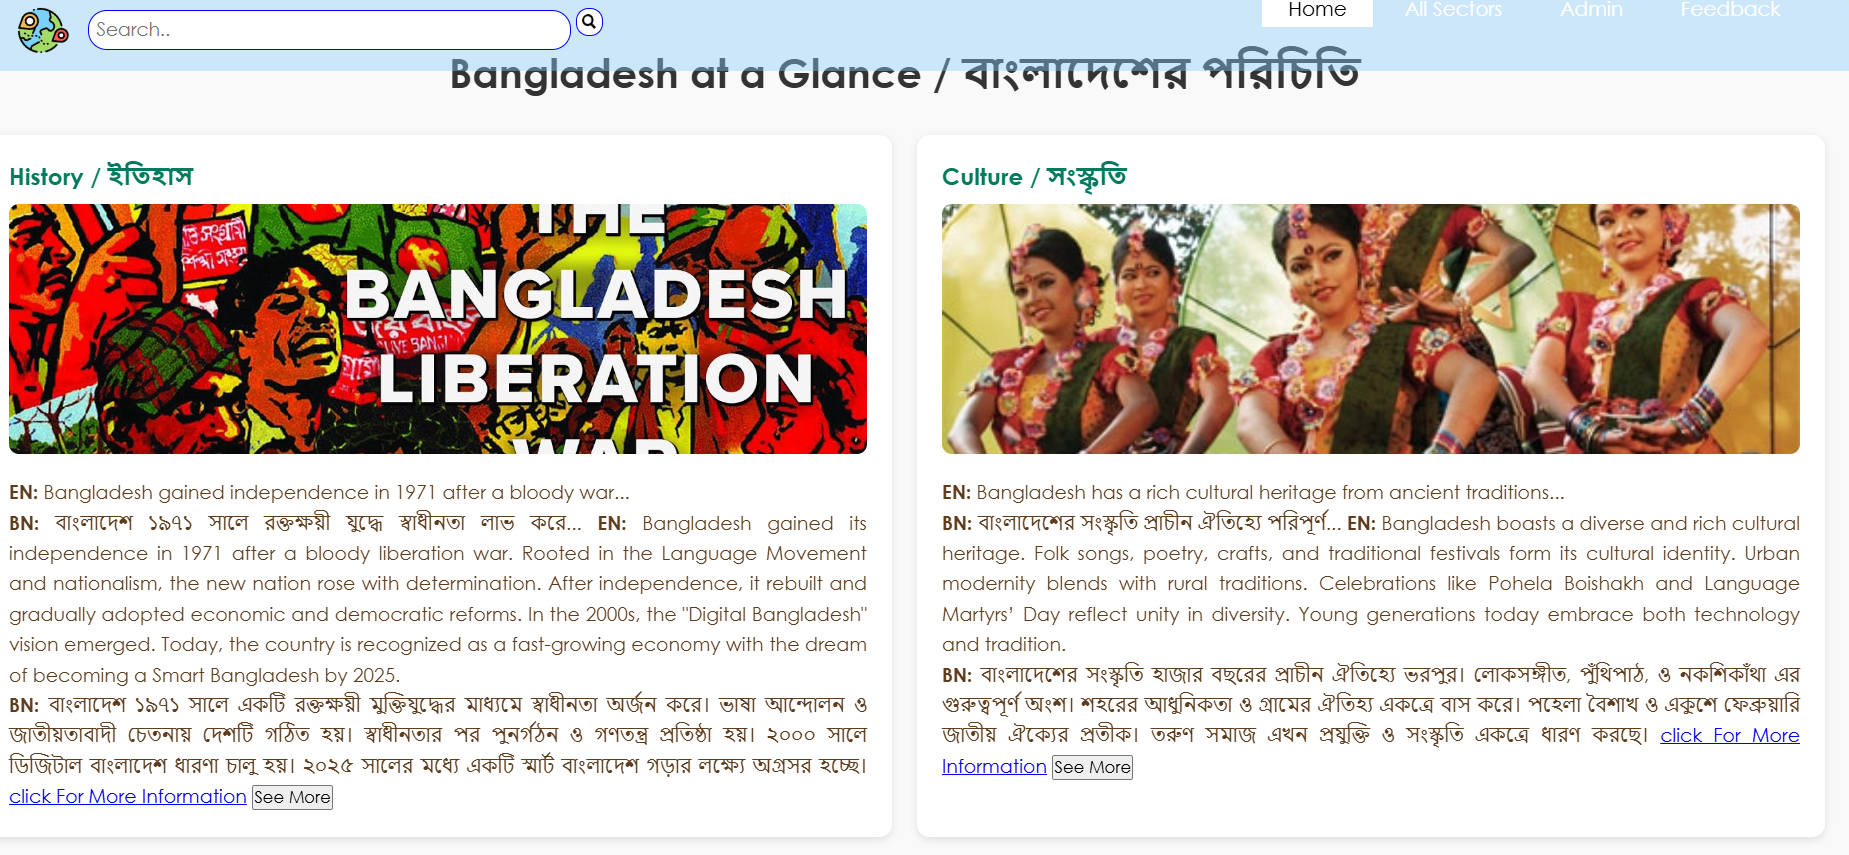 Search..
Home
All Sectors
Admin
Feedback
Bangladesh at a Glance / বাংলাদেশের পরিচিতি
History / ইতিহাস
THE
BANGLADESH
LIBERATION
WAR
EN: Bangladesh gained independence in 1971 after a bloody war...
BN: বাংলাদেশ ১৯৭১ সালে রক্তক্ষয়ী যুদ্ধে স্বাধীনতা লাভ করে... EN: Bangladesh gained its
independence in 1971 after a bloody liberation war. Rooted in the Language Movement
and nationalism, the new nation rose with determination. After independence, it rebuilt and
gradually adopted economic and democratic reforms. In the 2000s, the "Digital Bangladesh"
vision emerged. Today, the country is recognized as a fast-growing economy with the dream
of becoming a Smart Bangladesh by 2025.
BN: বাংলাদেশ ১৯৭১ সালে একটি রক্তক্ষয়ী মুক্তিযুদ্ধের মাধ্যমে স্বাধীনতা অর্জন করে। ভাষা আন্দোলন ও
জাতীয়তাবাদী চেতনায় দেশটি গঠিত হয়। স্বাধীনতার পর পুনর্গঠন ও গণতন্ত্র প্রতিষ্ঠা হয়। ২০০০ সালে
ডিজিটাল বাংলাদেশ ধারণা চালু হয়। ২০২৫ সালের মধ্যে একটি স্মার্ট বাংলাদেশ গড়ার লক্ষ্যে অগ্রসর হচ্ছে।
click For More Information See More
Culture / সংস্কৃতি
EN: Bangladesh has a rich cultural heritage from ancient traditions...
BN: বাংলাদেশের সংস্কৃতি প্রাচীন ঐতিহ্যে পরিপূর্ণ... EN: Bangladesh boasts a diverse and rich cultural
heritage. Folk songs, poetry, crafts, and traditional festivals form its cultural identity. Urban
modernity blends with rural traditions. Celebrations like Pohela Boishakh and Language
Martyrs’ Day reflect unity in diversity. Young generations today embrace both technology
and tradition.
BN: বাংলাদেশের সংস্কৃতি হাজার বছরের প্রাচীন ঐতিহ্যে ভরপুর। লোকসঙ্গীত, পুঁথিপাঠ, ও নকশিকাঁথা এর
গুরুত্বপূর্ণ অংশ। শহরের আধুনিকতা ও গ্রামের ঐতিহ্য একত্রে বাস করে। পহেলা বৈশাখ ও একুশে ফেব্রুয়ারি
জাতীয় ঐক্যের প্রতীক। তরুণ সমাজ এখন প্রযুক্তি ও সংস্কৃতি একত্রে ধারণ করছে। click For More
Information See More